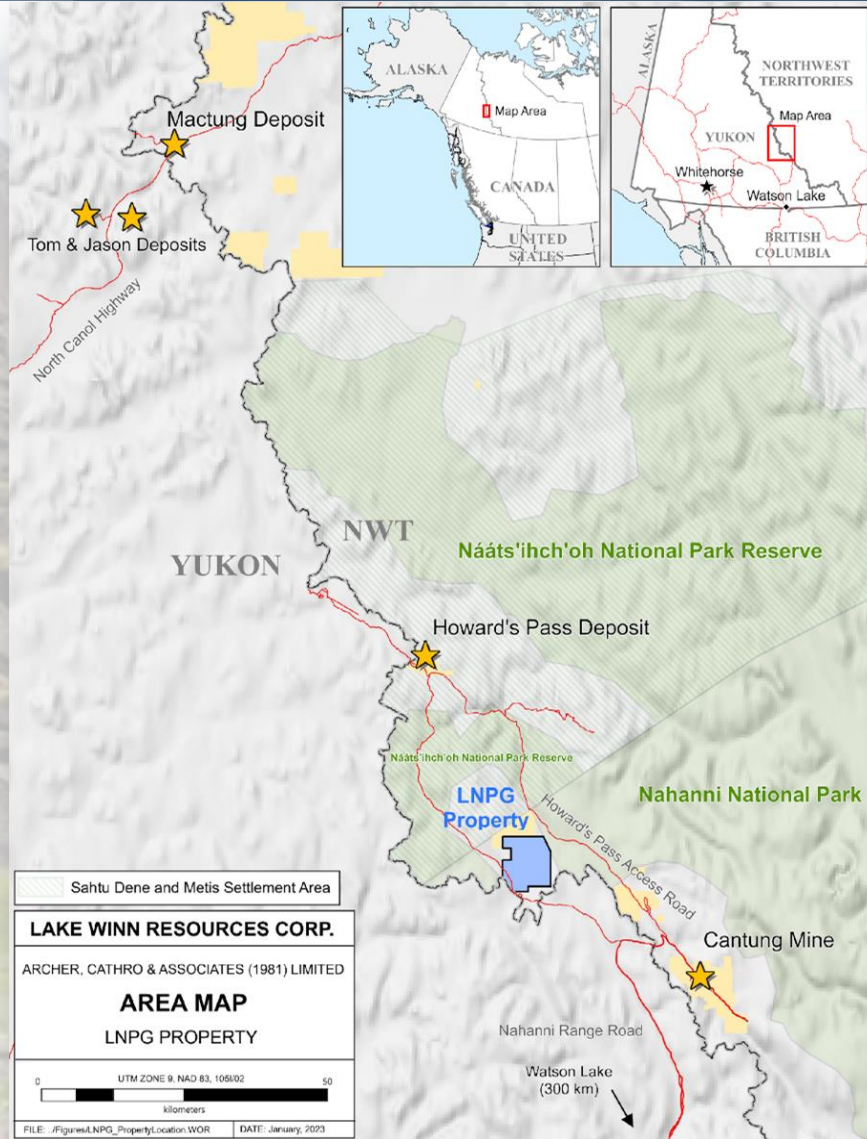 Mactung Deposit
Tom & Jason Deposits
North Canol Highway
ALASKA
Map Area
CANADA
UNITED
STATES
ALASKA
NORTHWEST
TERRITORIES
Map Area
YUKON
Whitehorse
Watson Lake
BRITISH
COLUMBIA
NWT
YUKON
Nááts'ihch'oh National Park Reserve
Howard's Pass Deposit
Nááts'ihch'oh National Park Reserve
LNPG
Property
Nahanni National Park
Howard's Pass Access Road
Cantung Mine
Nahanni Range Road
Watson Lake
(300 km)
Sahtu Dene and Metis Settlement Area
LAKE WINN RESOURCES CORP.
ARCHER, CATHRO & ASSOCIATES (1981) LIMITED
AREA MAP
LNPG PROPERTY
UTM ZONE 9, NAD 83, 105I/02
0 50
kilometers
FILE: ../Figures/LNPG_PropertyLocation.WOR DATE: January, 2023